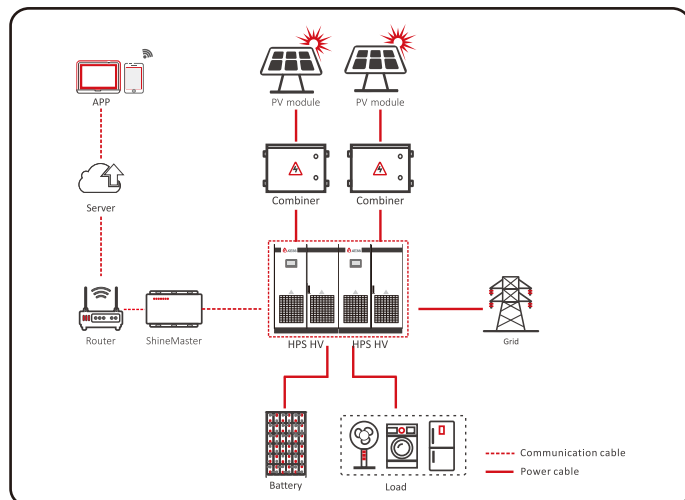 APP
PV module
PV module
Combiner
Combiner
Server
Router
ShineMaster
HPS HV
HPS HV
Grid
Battery
Load
Communication cable
Power cable